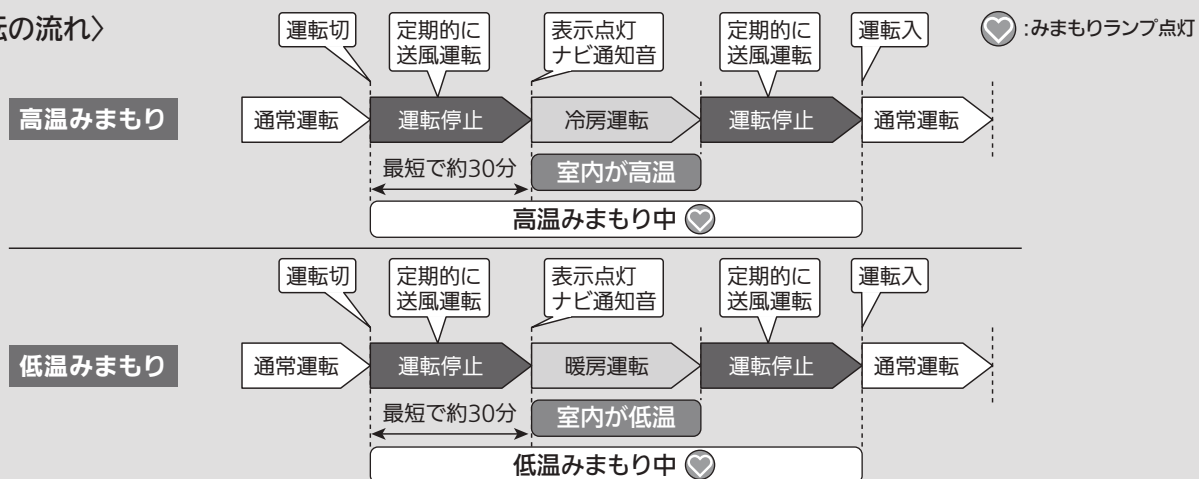 の流れ〉
:みまもりランプ点灯
運転切
定期的に
送風運転
表示点灯
ナビ通知音
定期的に
送風運転
運転入
高温みまもり
通常運転
運転停止
冷房運転
運転停止
通常運転
最短で約30分
室内が高温
高温みまもり中
運転切
定期的に
送風運転
表示点灯
ナビ通知音
定期的に
送風運転
運転入
低温みまもり
通常運転
運転停止
暖房運転
運転停止
通常運転
最短で約30分
室内が低温
低温みまもり中